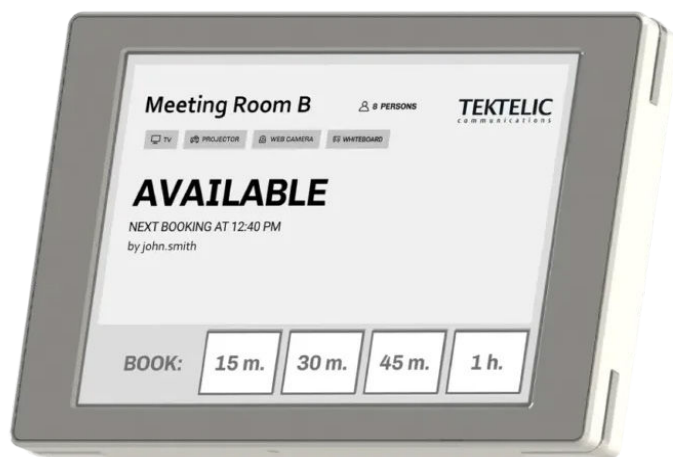 Meeting Room B
8 PERSONS
TEKTELIC
communications
TV
PROJECTOR
WEB CAMERA
WHITEBOARD
AVAILABLE
NEXT BOOKING AT 12:40 PM
by john.smith
BOOK:
15 m.
30 m.
45 m.
1 h.